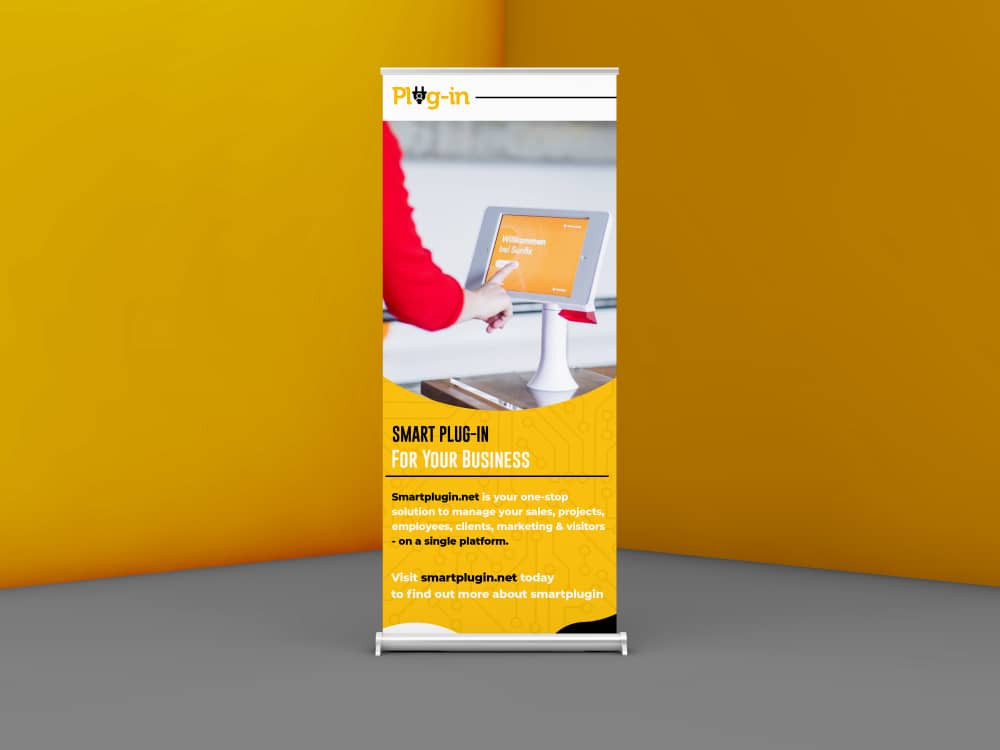 Plug-in
Willkommen
bei Sunflix
SMART PLUG-IN
FOR YOUR BUSINESS
Smartplugin.net is your one-stop
solution to manage your sales, projects,
employees, clients, marketing & visitors
- on a single platform.
Visit smartplugin.net today
to find out more about smartplugin